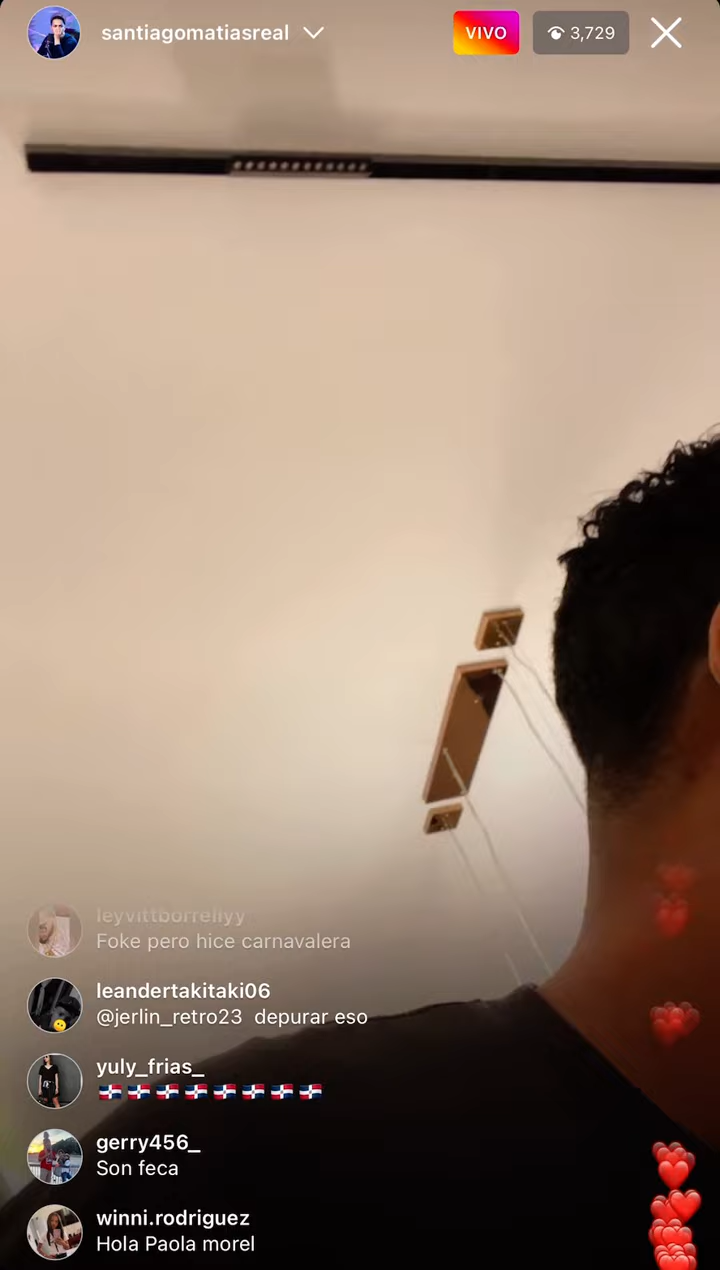 santiagomatiasreal
VIVO
3,729
leyvittborrellyy
Foke pero hice carnavalera
leandertakitaki06
@jerlin_retro23 depurar eso
yuly_frias_
🇩🇴🇩🇴🇩🇴🇩🇴🇩🇴🇩🇴🇩🇴🇩🇴
gerry456_
Son feca
winni.rodriguez
Hola Paola morel